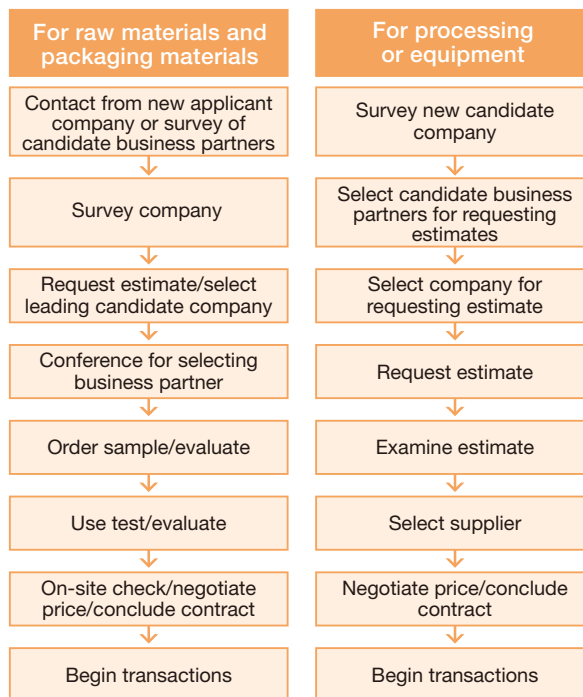 For raw materials and
packaging materials
Contact from new applicant
company or survey of
candidate business partners
Survey company
Request estimate/select
leading candidate company
Conference for selecting
business partner
Order sample/evaluate
Use test/evaluate
On-site check/negotiate
price/conclude contract
Begin transactions
For processing
or equipment
Survey new candidate
company
Select candidate business
partners for requesting
estimates
Select company for
requesting estimate
Request estimate
Examine estimate
Select supplier
Negotiate price/conclude
contract
Begin transactions